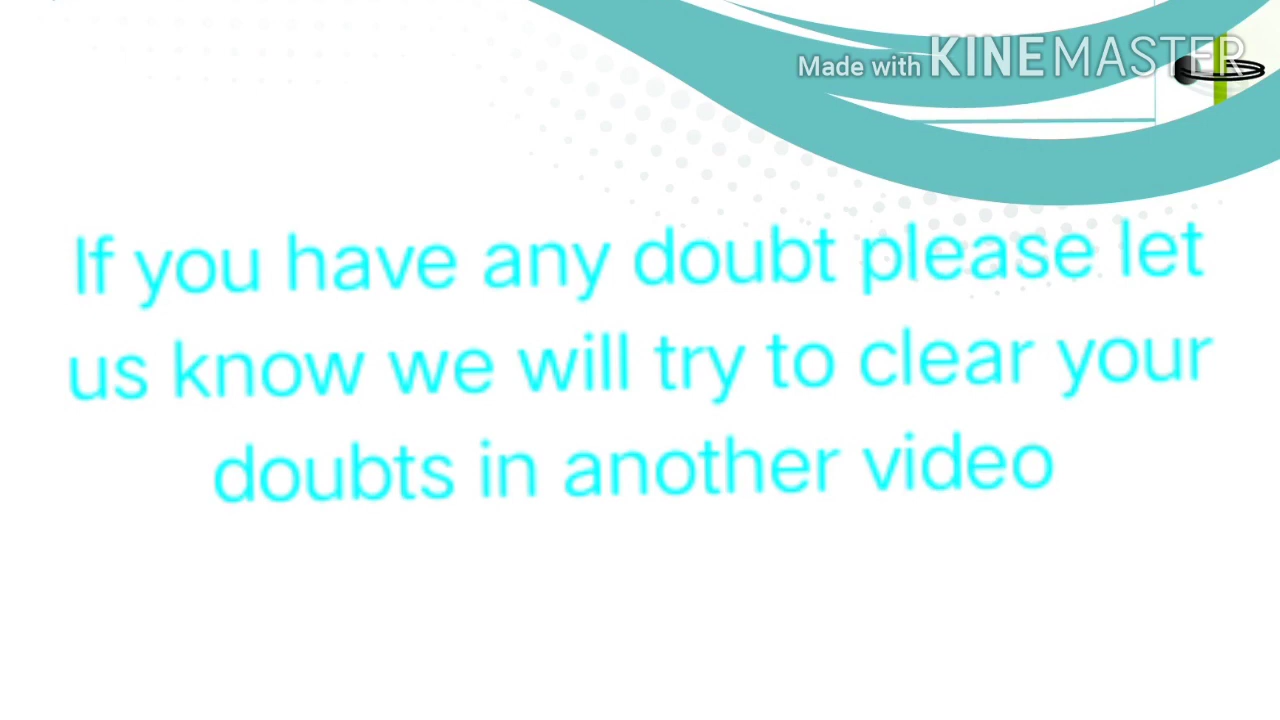 Made with KINEMASTER
If you have any doubt please let
us know we will try to clear your
doubts in another video